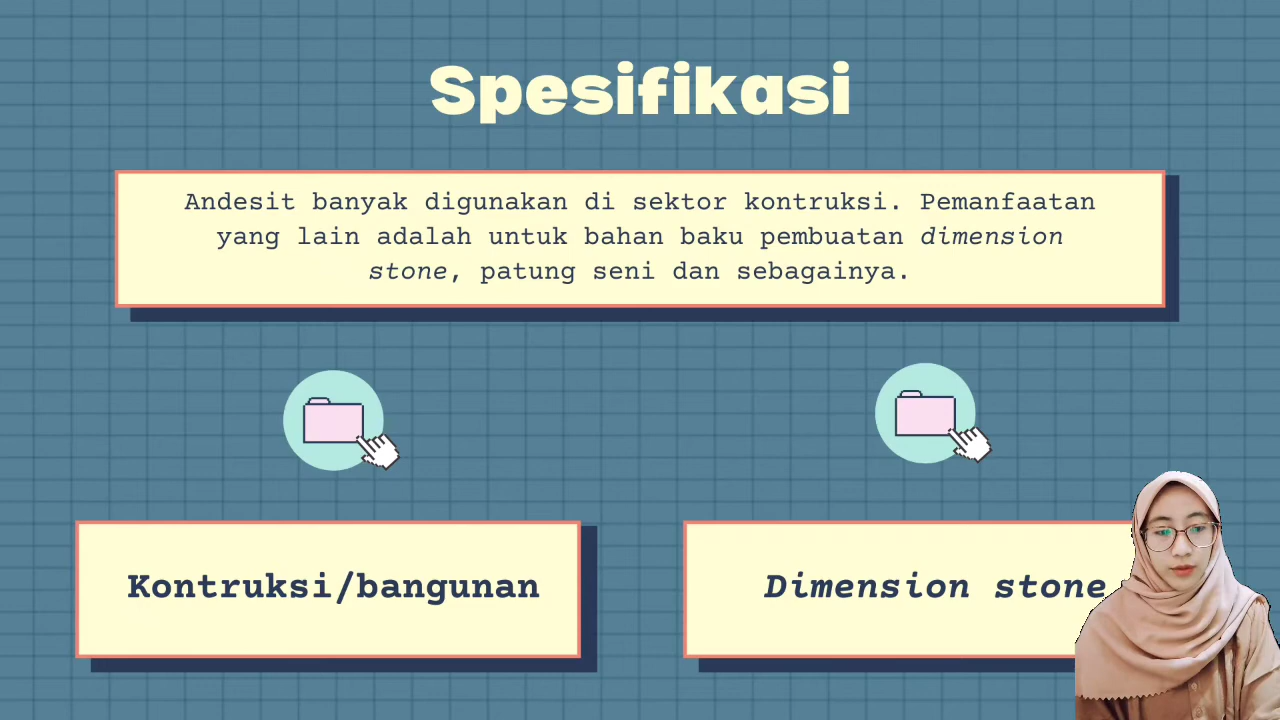 Spesifikasi
Andesit banyak digunakan di sektor kontruksi. Pemanfaatan
yang lain adalah untuk bahan baku pembuatan dimension
stone, patung seni dan sebagainya.
Kontruksi/bangunan
Dimension stone